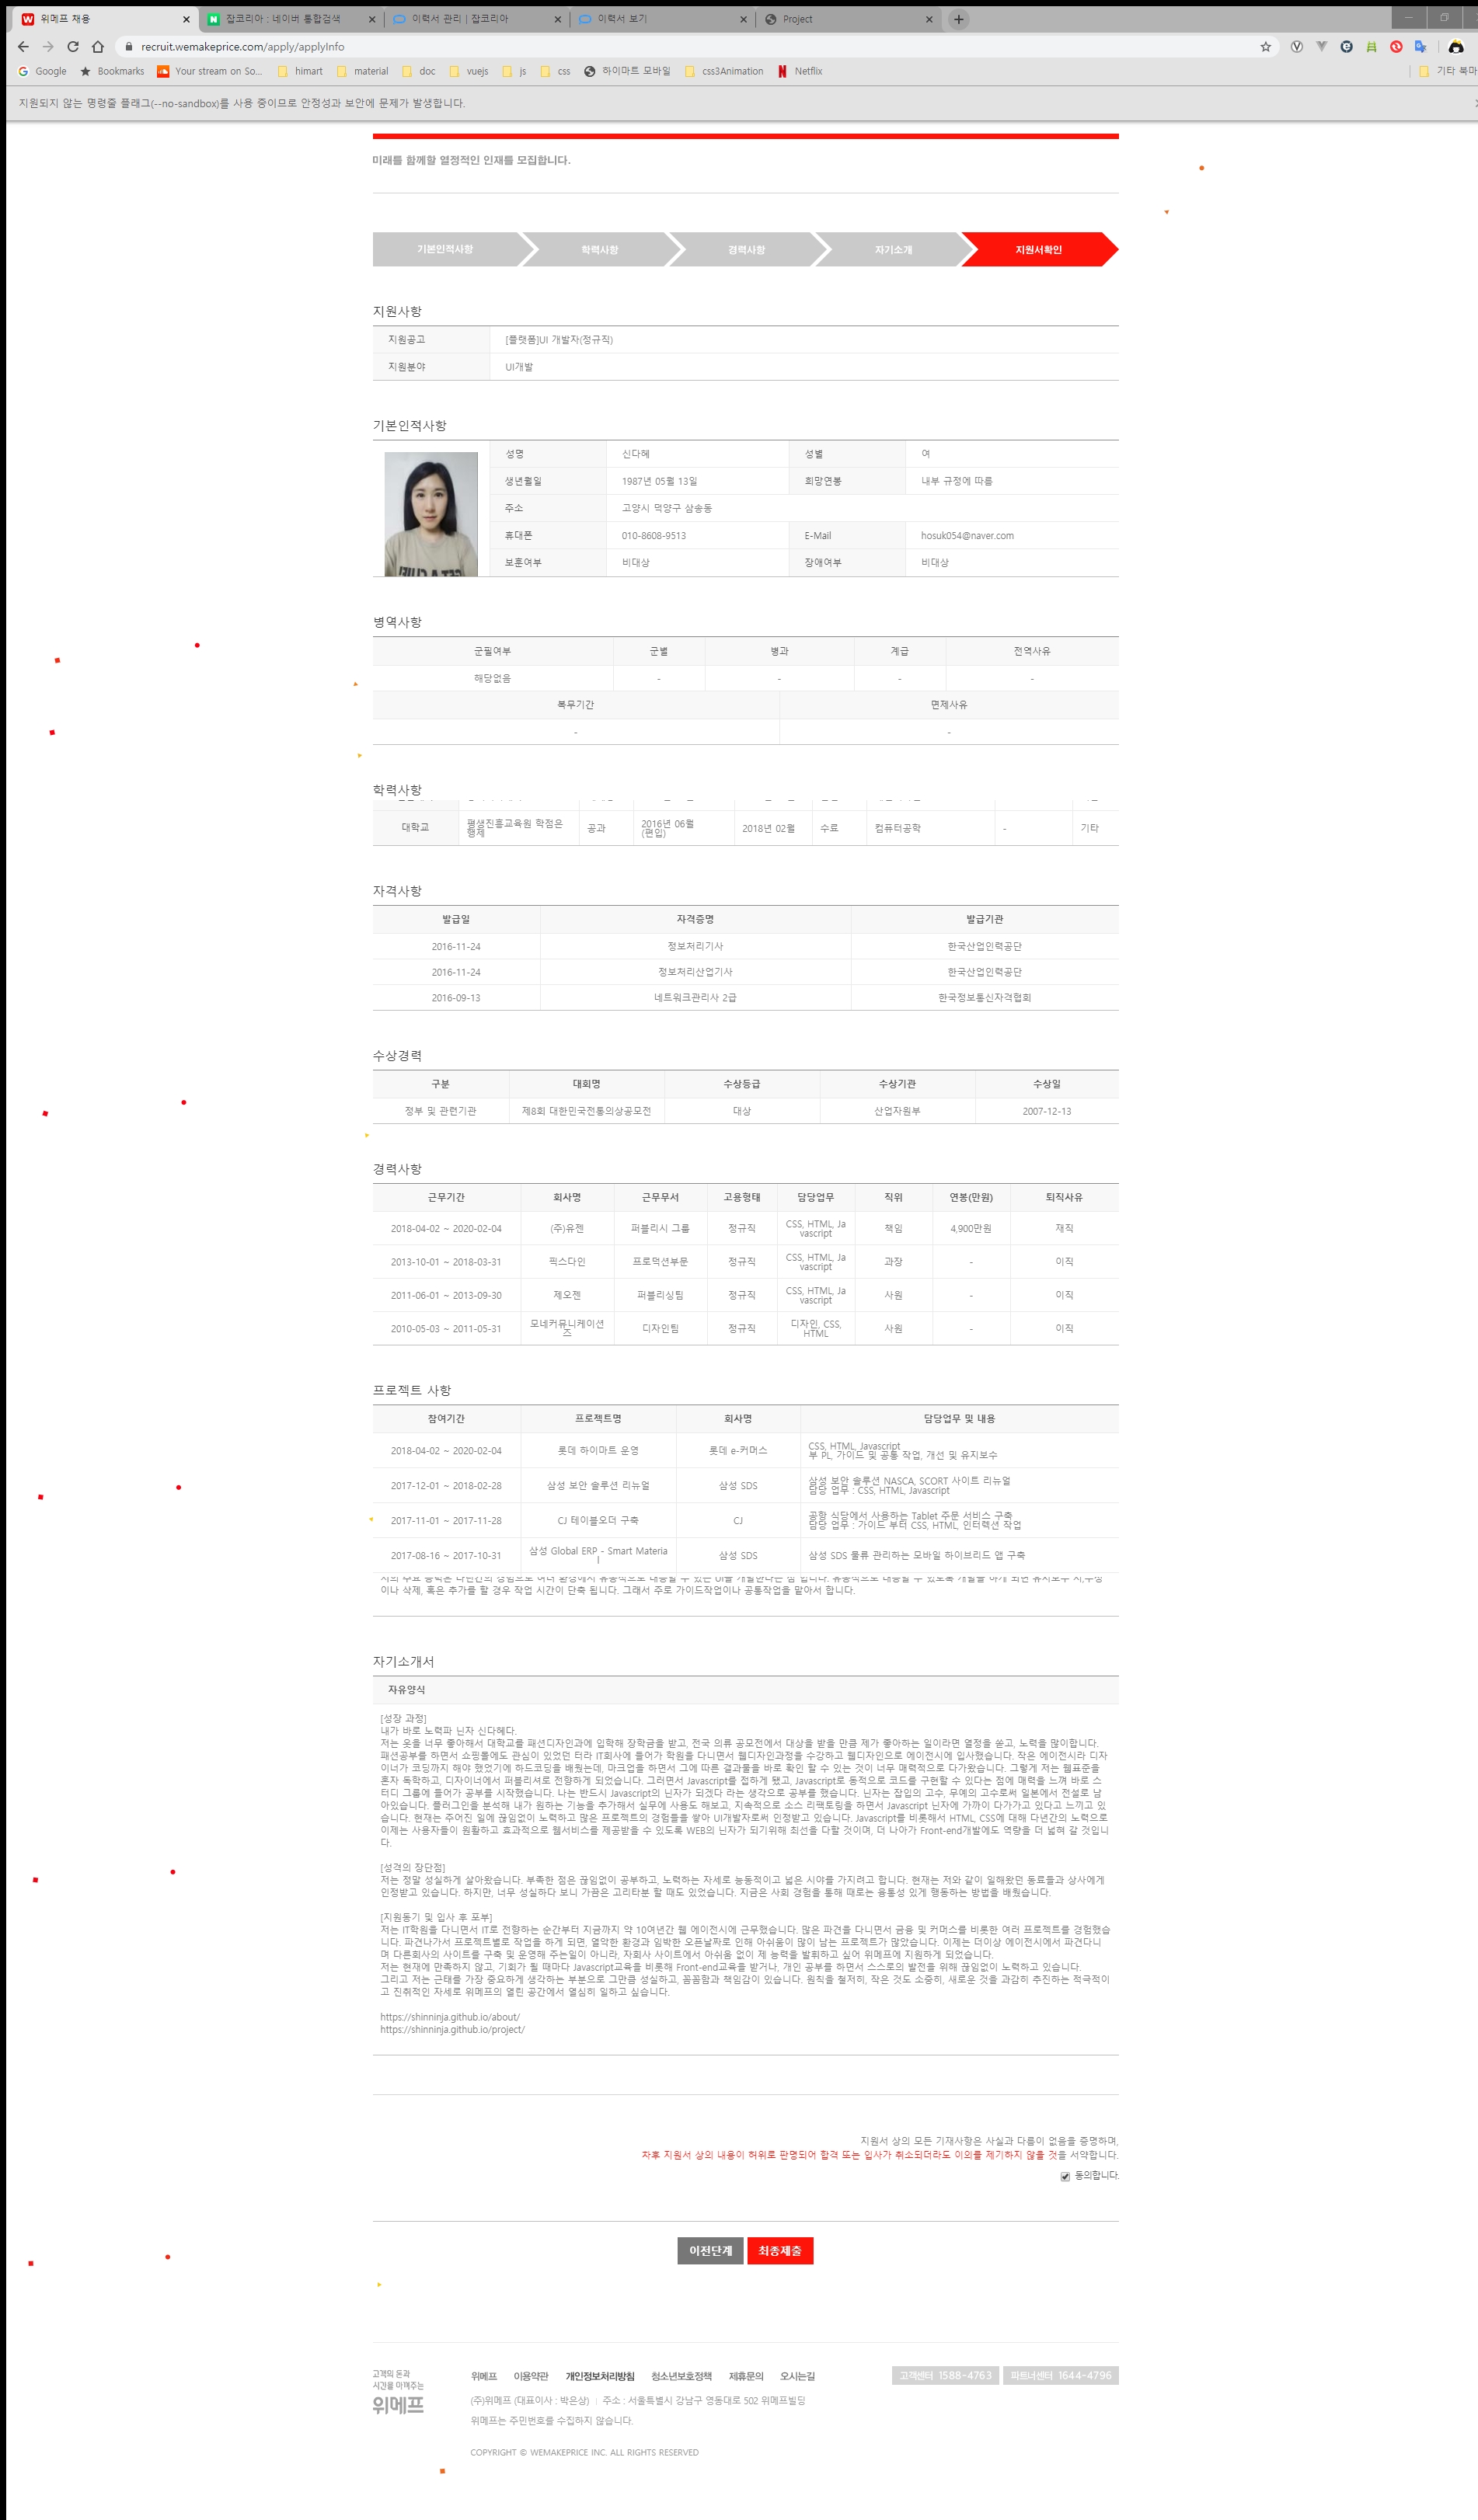 위메프 채용
잡코리아 : 네이버 통합검색
이력서 관리 | 잡코리아
이력서 보기
Project
recruit.wemakeprice.com/apply/applyInfo
Google Bookmarks Your stream on So... himart material doc vuejs js css 하이마트 모바일 css3Animation Netflix 기타 북마
지원되지 않는 명령줄 플래그(--no-sandbox)를 사용 중이므로 안정성과 보안에 문제가 발생합니다.
미래를 함께할 열정적인 인재를 모집합니다.
기본인적사항 학력사항 경력사항 자기소개 지원서확인
지원사항
지원공고 [플랫폼]UI 개발자(정규직)
지원분야 UI개발
기본인적사항
성명 신다혜 성별 여
생년월일 1987년 05월 13일 희망연봉 내부 규정에 따름
주소 고양시 덕양구 삼송동
휴대폰 010-8608-9513 E-Mail hosuk054@naver.com
보훈여부 비대상 장애여부 비대상
병역사항
군필여부 군별 병과 계급 전역사유
해당없음 - - - -
복무기간 면제사유
- -
학력사항
대학교 평생진흥교육원 학점은행제 공과 2016년 06월 (편입) 2018년 02월 수료 컴퓨터공학 - 기타
자격사항
발급일 자격증명 발급기관
2016-11-24 정보처리기사 한국산업인력공단
2016-11-24 정보처리산업기사 한국산업인력공단
2016-09-13 네트워크관리사 2급 한국정보통신자격협회
수상경력
구분 대회명 수상등급 수상기관 수상일
정부 및 관련기관 제8회 대한민국전통의상공모전 대상 산업자원부 2007-12-13
경력사항
근무기간 회사명 근무부서 고용형태 담당업무 직위 연봉(만원) 퇴직사유
2018-04-02 ~ 2020-02-04 (주)유젠 퍼블리시 그룹 정규직 CSS, HTML, Javascript 책임 4,900만원 재직
2013-10-01 ~ 2018-03-31 픽스다인 프로덕션부문 정규직 CSS, HTML, Javascript 과장 - 이직
2011-06-01 ~ 2013-09-30 제오젠 퍼블리싱팀 정규직 CSS, HTML, Javascript 사원 - 이직
2010-05-03 ~ 2011-05-31 모네커뮤니케이션즈 디자인팀 정규직 디자인, CSS, HTML 사원 - 이직
프로젝트 사항
참여기간 프로젝트명 회사명 담당업무 및 내용
2018-04-02 ~ 2020-02-04 롯데 하이마트 운영 롯데 e-커머스 CSS, HTML, Javascript
부 PL, 가이드 및 공통 작업, 개선 및 유지보수
2017-12-01 ~ 2018-02-28 삼성 보안 솔루션 리뉴얼 삼성 SDS 삼성 보안 솔루션 NASCA, SCORT 사이트 리뉴얼
담당 업무 : CSS, HTML, Javascript
2017-11-01 ~ 2017-11-28 CJ 테이블오더 구축 CJ 공항 식당에서 사용하는 Tablet 주문 서비스 구축
담당 업무 : 가이드 부터 CSS, HTML, 인터렉션 작업
2017-08-16 ~ 2017-10-31 삼성 Global ERP - Smart Material 삼성 SDS 삼성 SDS 물류 관리하는 모바일 하이브리드 앱 구축
이나 삭제, 혹은 추가를 할 경우 작업 시간이 단축 됩니다. 그래서 주로 가이드작업이나 공통작업을 맡아서 합니다.
자기소개서
자유양식
[성장 과정]
내가 바로 노력파 닌자 신다혜다.
저는 옷을 너무 좋아해서 대학교를 패션디자인과에 입학해 장학금을 받고, 전국 의류 공모전에서 대상을 받을 만큼 제가 좋아하는 일이라면 열정을 쏟고, 노력을 많이합니다.
패션공부를 하면서 쇼핑몰에도 관심이 있었던 터라 IT회사에 들어가 학원을 다니면서 웹디자인과정을 수강하고 웹디자인으로 에이전시에 입사했습니다. 작은 에이전시라 디자
이너가 코딩까지 해야 했었기에 하드코딩을 배웠는데, 마크업을 하면서 그에 따른 결과물을 바로 확인 할 수 있는 것이 너무 매력적으로 다가왔습니다. 그렇게 저는 웹표준을
혼자 독학하고, 디자이너에서 퍼블리셔로 전향하게 되었습니다. 그러면서 Javascript를 접하게 됐고, Javascript로 동적으로 코드를 구현할 수 있다는 점에 매력을 느껴 바로 스
터디 그룹에 들어가 공부를 시작했습니다. 나는 반드시 Javascript의 닌자가 되겠다 라는 생각으로 공부를 했습니다. 닌자는 잠입의 고수, 무예의 고수로써 일본에서 전설로 남
아있습니다. 플러그인을 분석해 내가 원하는 기능을 추가해서 실무에 사용도 해보고, 지속적으로 소스 리팩토링을 하면서 Javascript 닌자에 가까이 다가가고 있다고 느끼고 있
습니다. 현재는 주어진 일에 끊임없이 노력하고 많은 프로젝트의 경험들을 쌓아 UI개발자로써 인정받고 있습니다. Javascript를 비롯해서 HTML, CSS에 대해 다년간의 노력으로
이제는 사용자들이 원활하고 효과적으로 웹서비스를 제공받을 수 있도록 WEB의 닌자가 되기위해 최선을 다할 것이며, 더 나아가 Front-end개발에도 역량을 더 넓혀 갈 것입니
다.
[성격의 장단점]
저는 정말 성실하게 살아왔습니다. 부족한 점은 끊임없이 공부하고, 노력하는 자세로 능동적이고 넓은 시야를 가지려고 합니다. 현재는 저와 같이 일해왔던 동료들과 상사에게
인정받고 있습니다. 하지만, 너무 성실하다 보니 가끔은 고리타분 할 때도 있었습니다. 지금은 사회 경험을 통해 때로는 융통성 있게 행동하는 방법을 배웠습니다.
[지원동기 및 입사 후 포부]
저는 IT학원을 다니면서 IT로 전향하는 순간부터 지금까지 약 10여년간 웹 에이전시에 근무했습니다. 많은 파견을 다니면서 금융 및 커머스를 비롯한 여러 프로젝트를 경험했습
니다. 파견나가서 프로젝트별로 작업을 하게 되면, 열악한 환경과 임박한 오픈날짜로 인해 아쉬움이 많이 남는 프로젝트가 많았습니다. 이제는 더이상 에이전시에서 파견다니
며 다른회사의 사이트를 구축 및 운영해 주는일이 아니라, 자회사 사이트에서 아쉬움 없이 제 능력을 발휘하고 싶어 위메프에 지원하게 되었습니다.
저는 현재에 만족하지 않고, 기회가 될 때마다 Javascript교육을 비롯해 Front-end교육을 받거나, 개인 공부를 하면서 스스로의 발전을 위해 끊임없이 노력하고 있습니다.
그리고 저는 근태를 가장 중요하게 생각하는 부분으로 그만큼 성실하고, 꼼꼼함과 책임감이 있습니다. 원칙을 철저히, 작은 것도 소중히, 새로운 것을 과감히 추진하는 적극적이
고 진취적인 자세로 위메프의 열린 공간에서 열심히 일하고 싶습니다.
https://shinninja.github.io/about/
https://shinninja.github.io/project/
지원서 상의 모든 기재사항은 사실과 다름이 없음을 증명하며,
차후 지원서 상의 내용이 허위로 판명되어 합격 또는 입사가 취소되더라도 이의를 제기하지 않을 것을 서약합니다.
동의합니다.
이전단계 최종제출
고객의 돈과
시간을 아껴주는
위메프
위메프 이용약관 개인정보처리방침 청소년보호정책 제휴문의 오시는길
고객센터 1588-4763 파트너센터 1644-4796
(주)위메프 (대표이사 : 박은상) | 주소 : 서울특별시 강남구 영동대로 502 위메프빌딩
위메프는 주민번호를 수집하지 않습니다.
COPYRIGHT © WEMAKEPRICE INC. ALL RIGHTS RESERVED